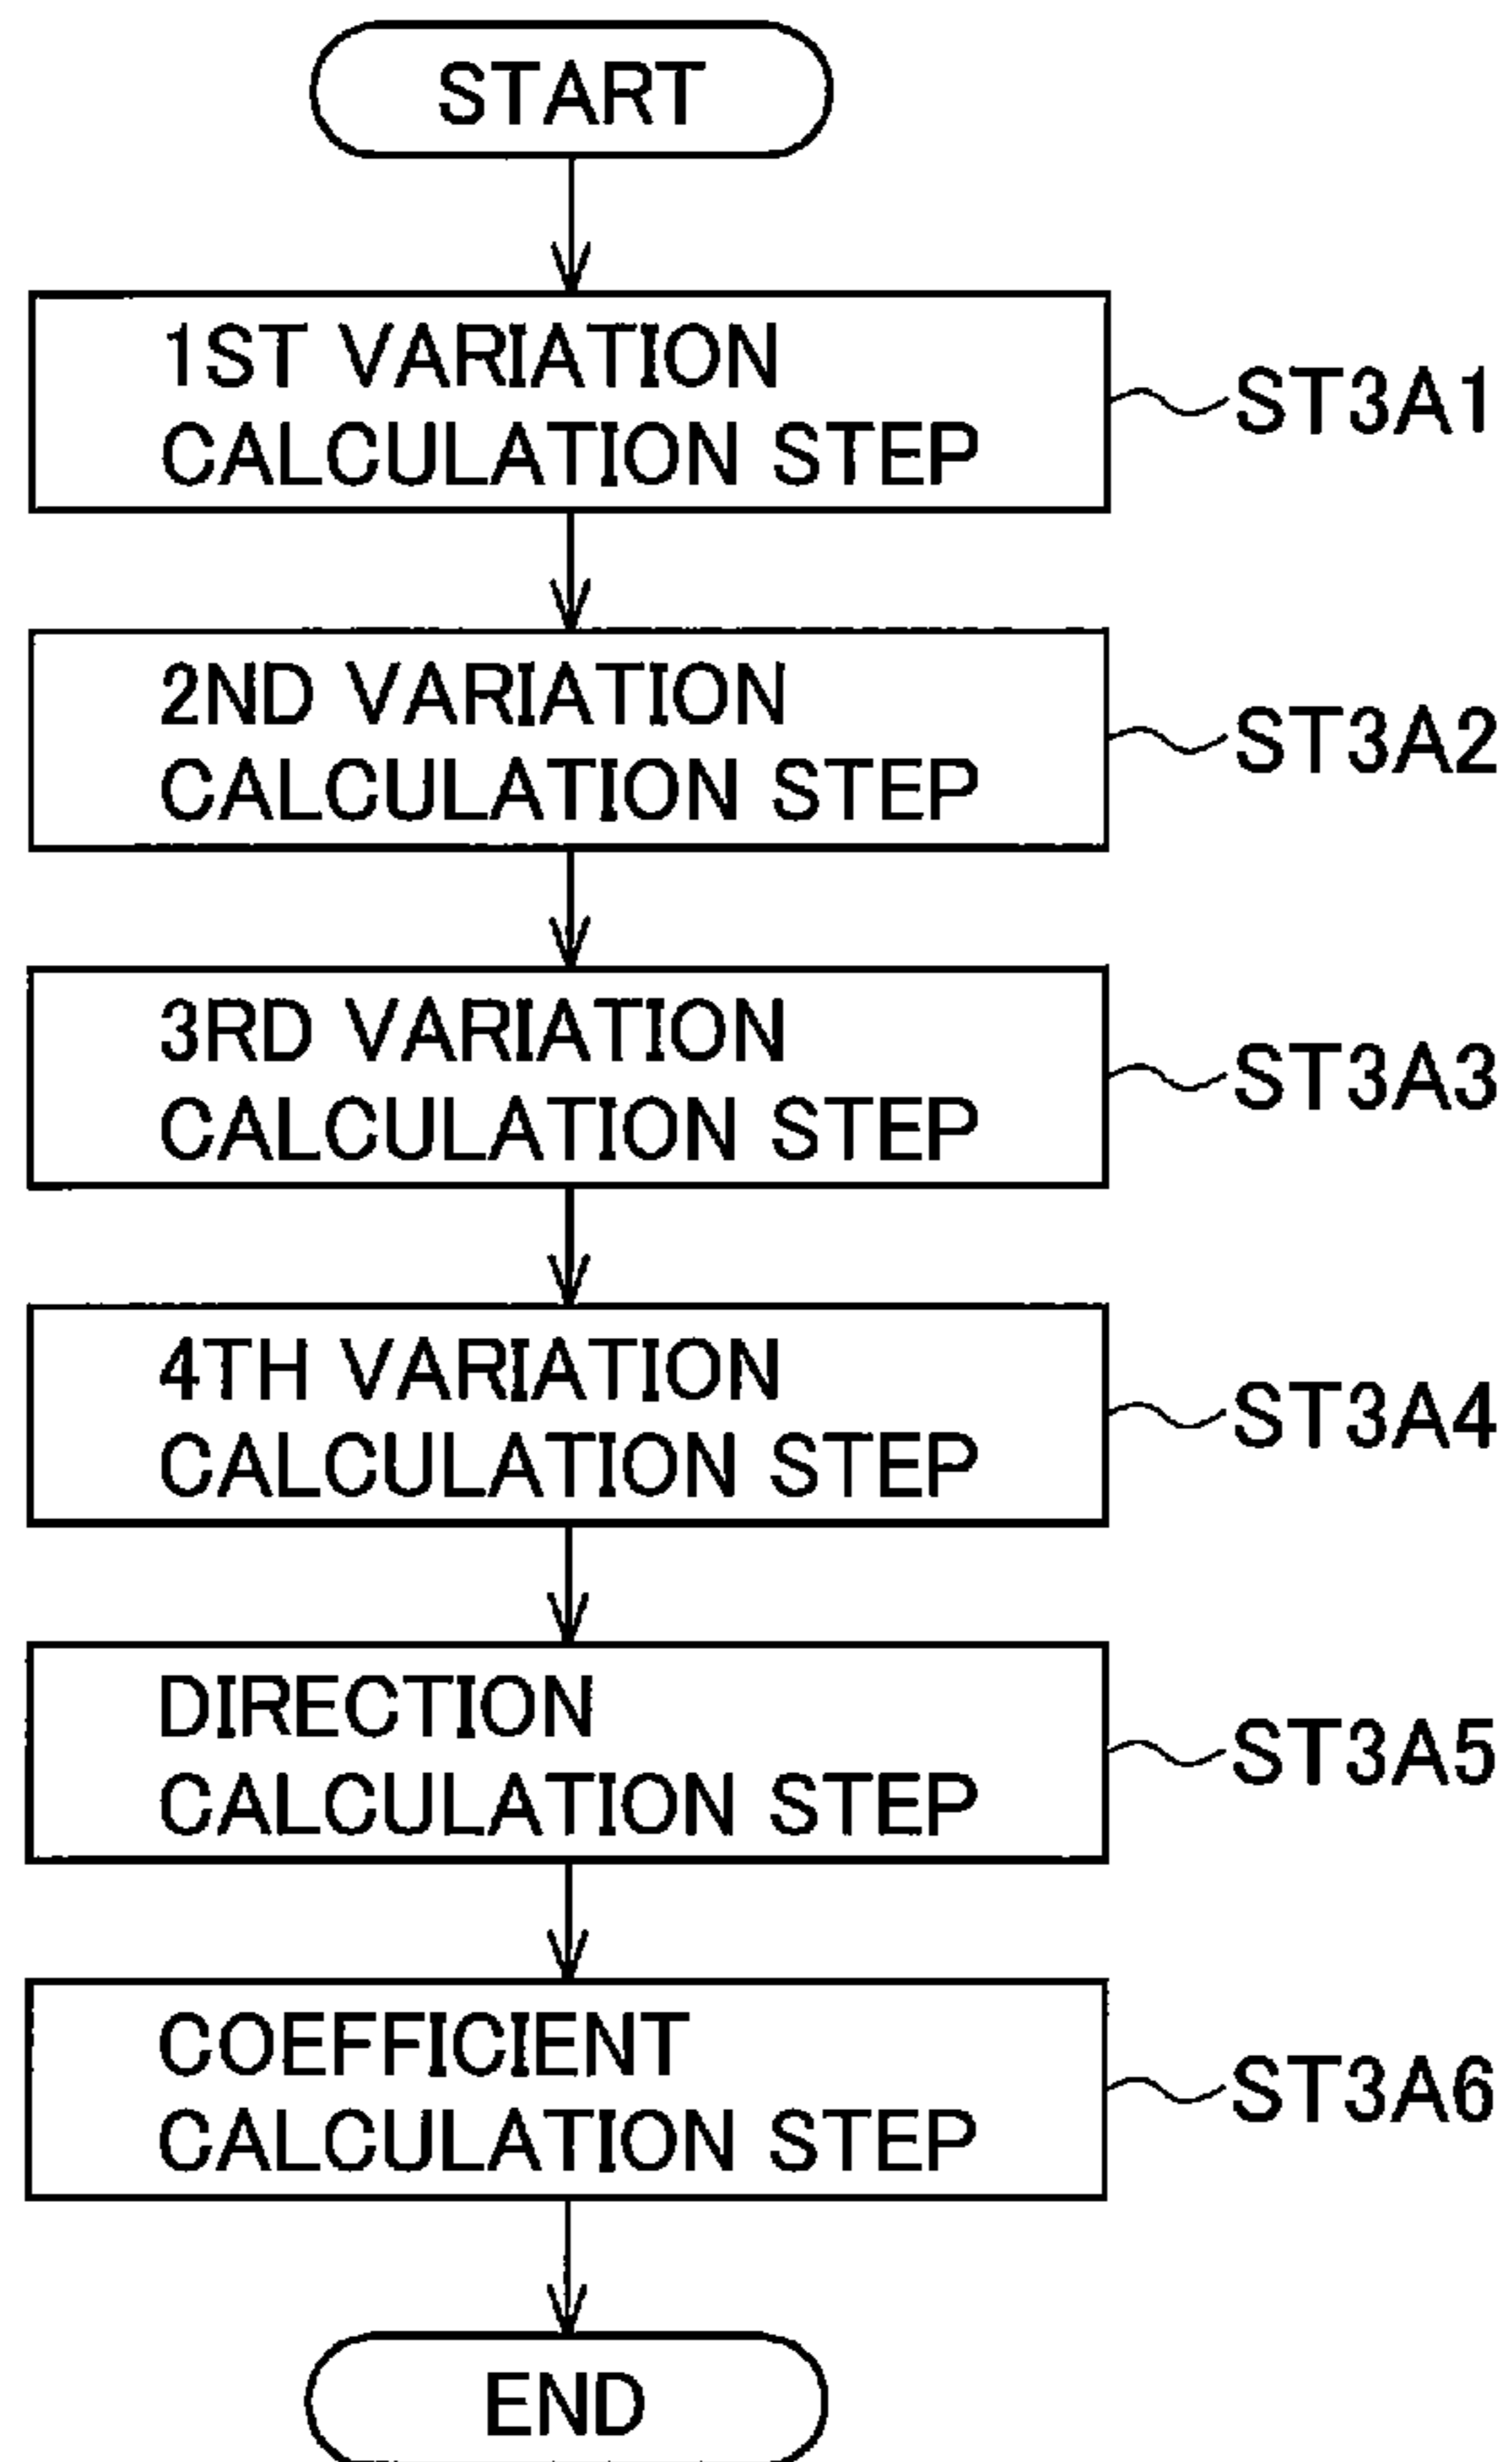 START
1ST VARIATION
CALCULATION STEP
ST3A1
2ND VARIATION
CALCULATION STEP
ST3A2
3RD VARIATION
CALCULATION STEP
ST3A3
4TH VARIATION
CALCULATION STEP
ST3A4
DIRECTION
CALCULATION STEP
ST3A5
COEFFICIENT
CALCULATION STEP
ST3A6
END